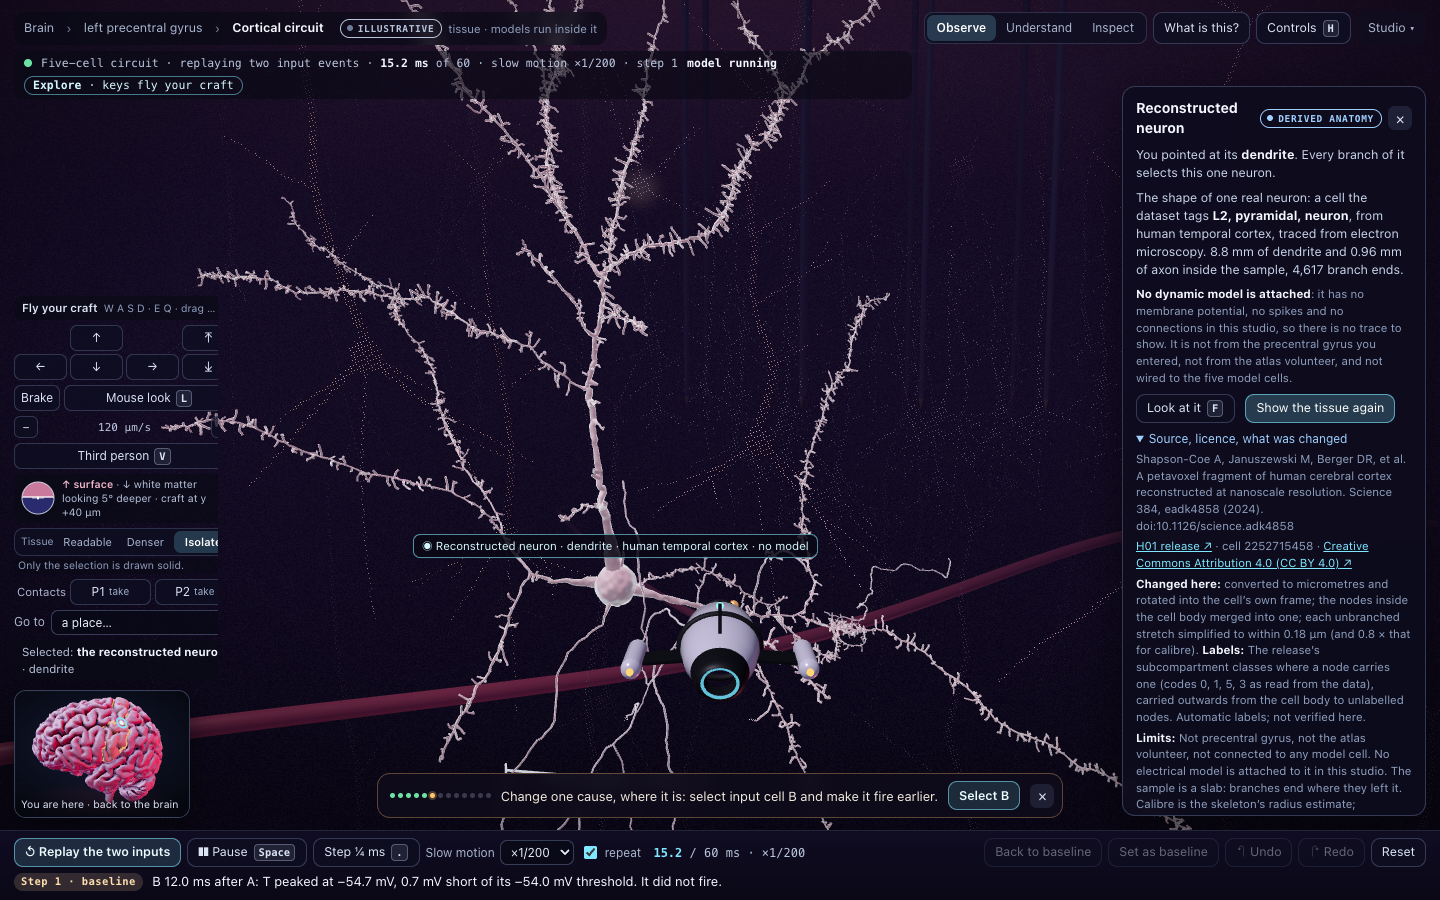 Brain › left precentral gyrus › Cortical circuit ILLUSTRATIVE tissue · models run inside it
Observe Understand Inspect What is this? Controls H Studio
Five-cell circuit · replaying two input events · 15.2 ms of 60 · slow motion ×1/200 · step 1 model running
Explore · keys fly your craft
Reconstructed neuron DERIVED ANATOMY ×
You pointed at its dendrite. Every branch of it
selects this one neuron.
The shape of one real neuron: a cell the
dataset tags L2, pyramidal, neuron, from
human temporal cortex, traced from electron
microscopy. 8.8 mm of dendrite and 0.96 mm
of axon inside the sample, 4,617 branch ends.
No dynamic model is attached: it has no
membrane potential, no spikes and no
connections in this studio, so there is no trace to
show. It is not from the precentral gyrus you
entered, not from the atlas volunteer, and not
wired to the five model cells.
Look at it F Show the tissue again
▼ Source, licence, what was changed
Shapson-Coe A, Januszewski M, Berger DR, et al.
A petavoxel fragment of human cerebral cortex
reconstructed at nanoscale resolution. Science
384, eadk4858 (2024).
doi:10.1126/science.adk4858
H01 release ↗ · cell 2252715458 · Creative
Commons Attribution 4.0 (CC BY 4.0) ↗
Changed here: converted to micrometres and
rotated into the cell's own frame; the nodes inside
the cell body merged into one; each unbranched
stretch simplified to within 0.18 µm (and 0.8 × that
for calibre). Labels: The release's
subcompartment classes where a node carries
one (codes 0, 1, 5, 3 as read from the data),
carried outwards from the cell body to unlabelled
nodes. Automatic labels; not verified here.
Limits: Not precentral gyrus, not the atlas
volunteer, not connected to any model cell. No
electrical model is attached to it in this studio. The
sample is a slab: branches end where they left it.
Calibre is the skeleton's radius estimate;
Fly your craft W A S D · E Q · drag ...
↑ ⤒
← ↓ → ⤓
Brake Mouse look L
− 120 µm/s
Third person V
↑ surface · ↓ white matter
looking 5° deeper · craft at y
+40 µm
Tissue Readable Denser Isolate
Only the selection is drawn solid.
Contacts P1 take P2 take
Go to a place...
Selected: the reconstructed neuro
· dendrite
You are here · back to the brain
Reconstructed neuron · dendrite · human temporal cortex · no model
Change one cause, where it is: select input cell B and make it fire earlier. Select B ×
Replay the two inputs Pause Space Step ¼ ms . Slow motion ×1/200 repeat 15.2 / 60 ms · ×1/200 Back to baseline Set as baseline Undo Redo Reset
Step 1 · baseline B 12.0 ms after A: T peaked at −54.7 mV, 0.7 mV short of its −54.0 mV threshold. It did not fire.